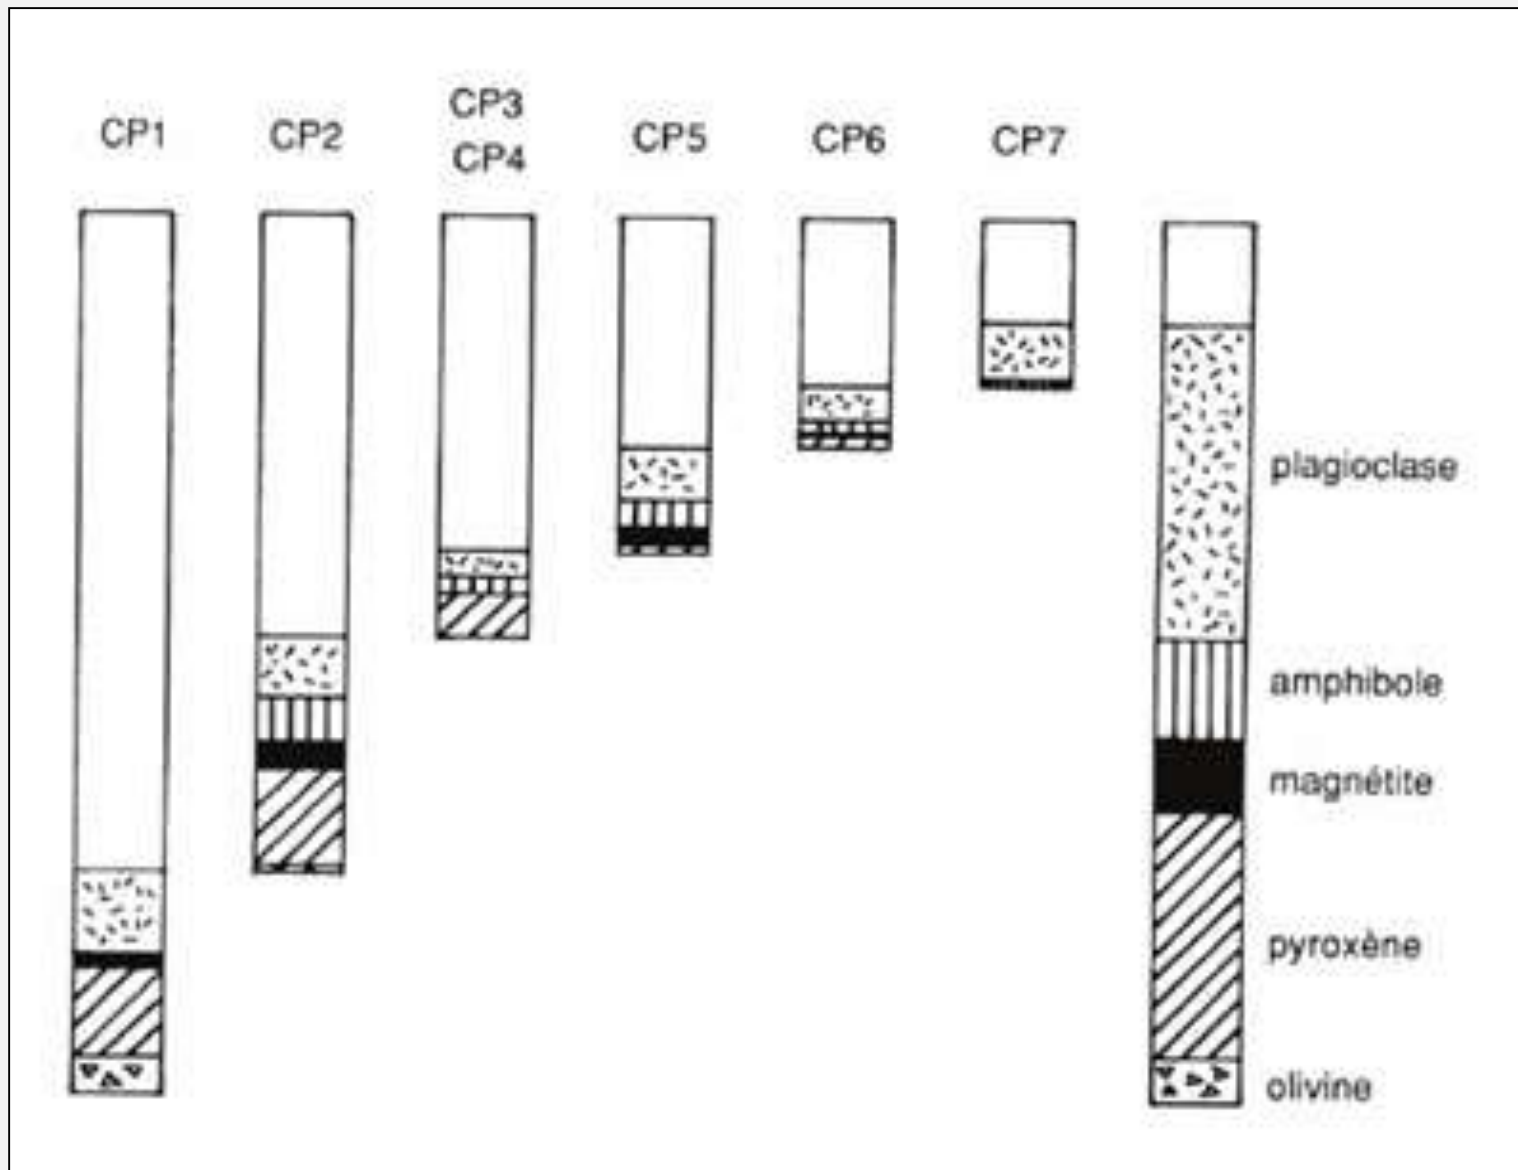 CP1
CP2
CP3
CP4
CP5
CP6
CP7
plagioclase
amphibole
magnétite
pyroxène
olivine